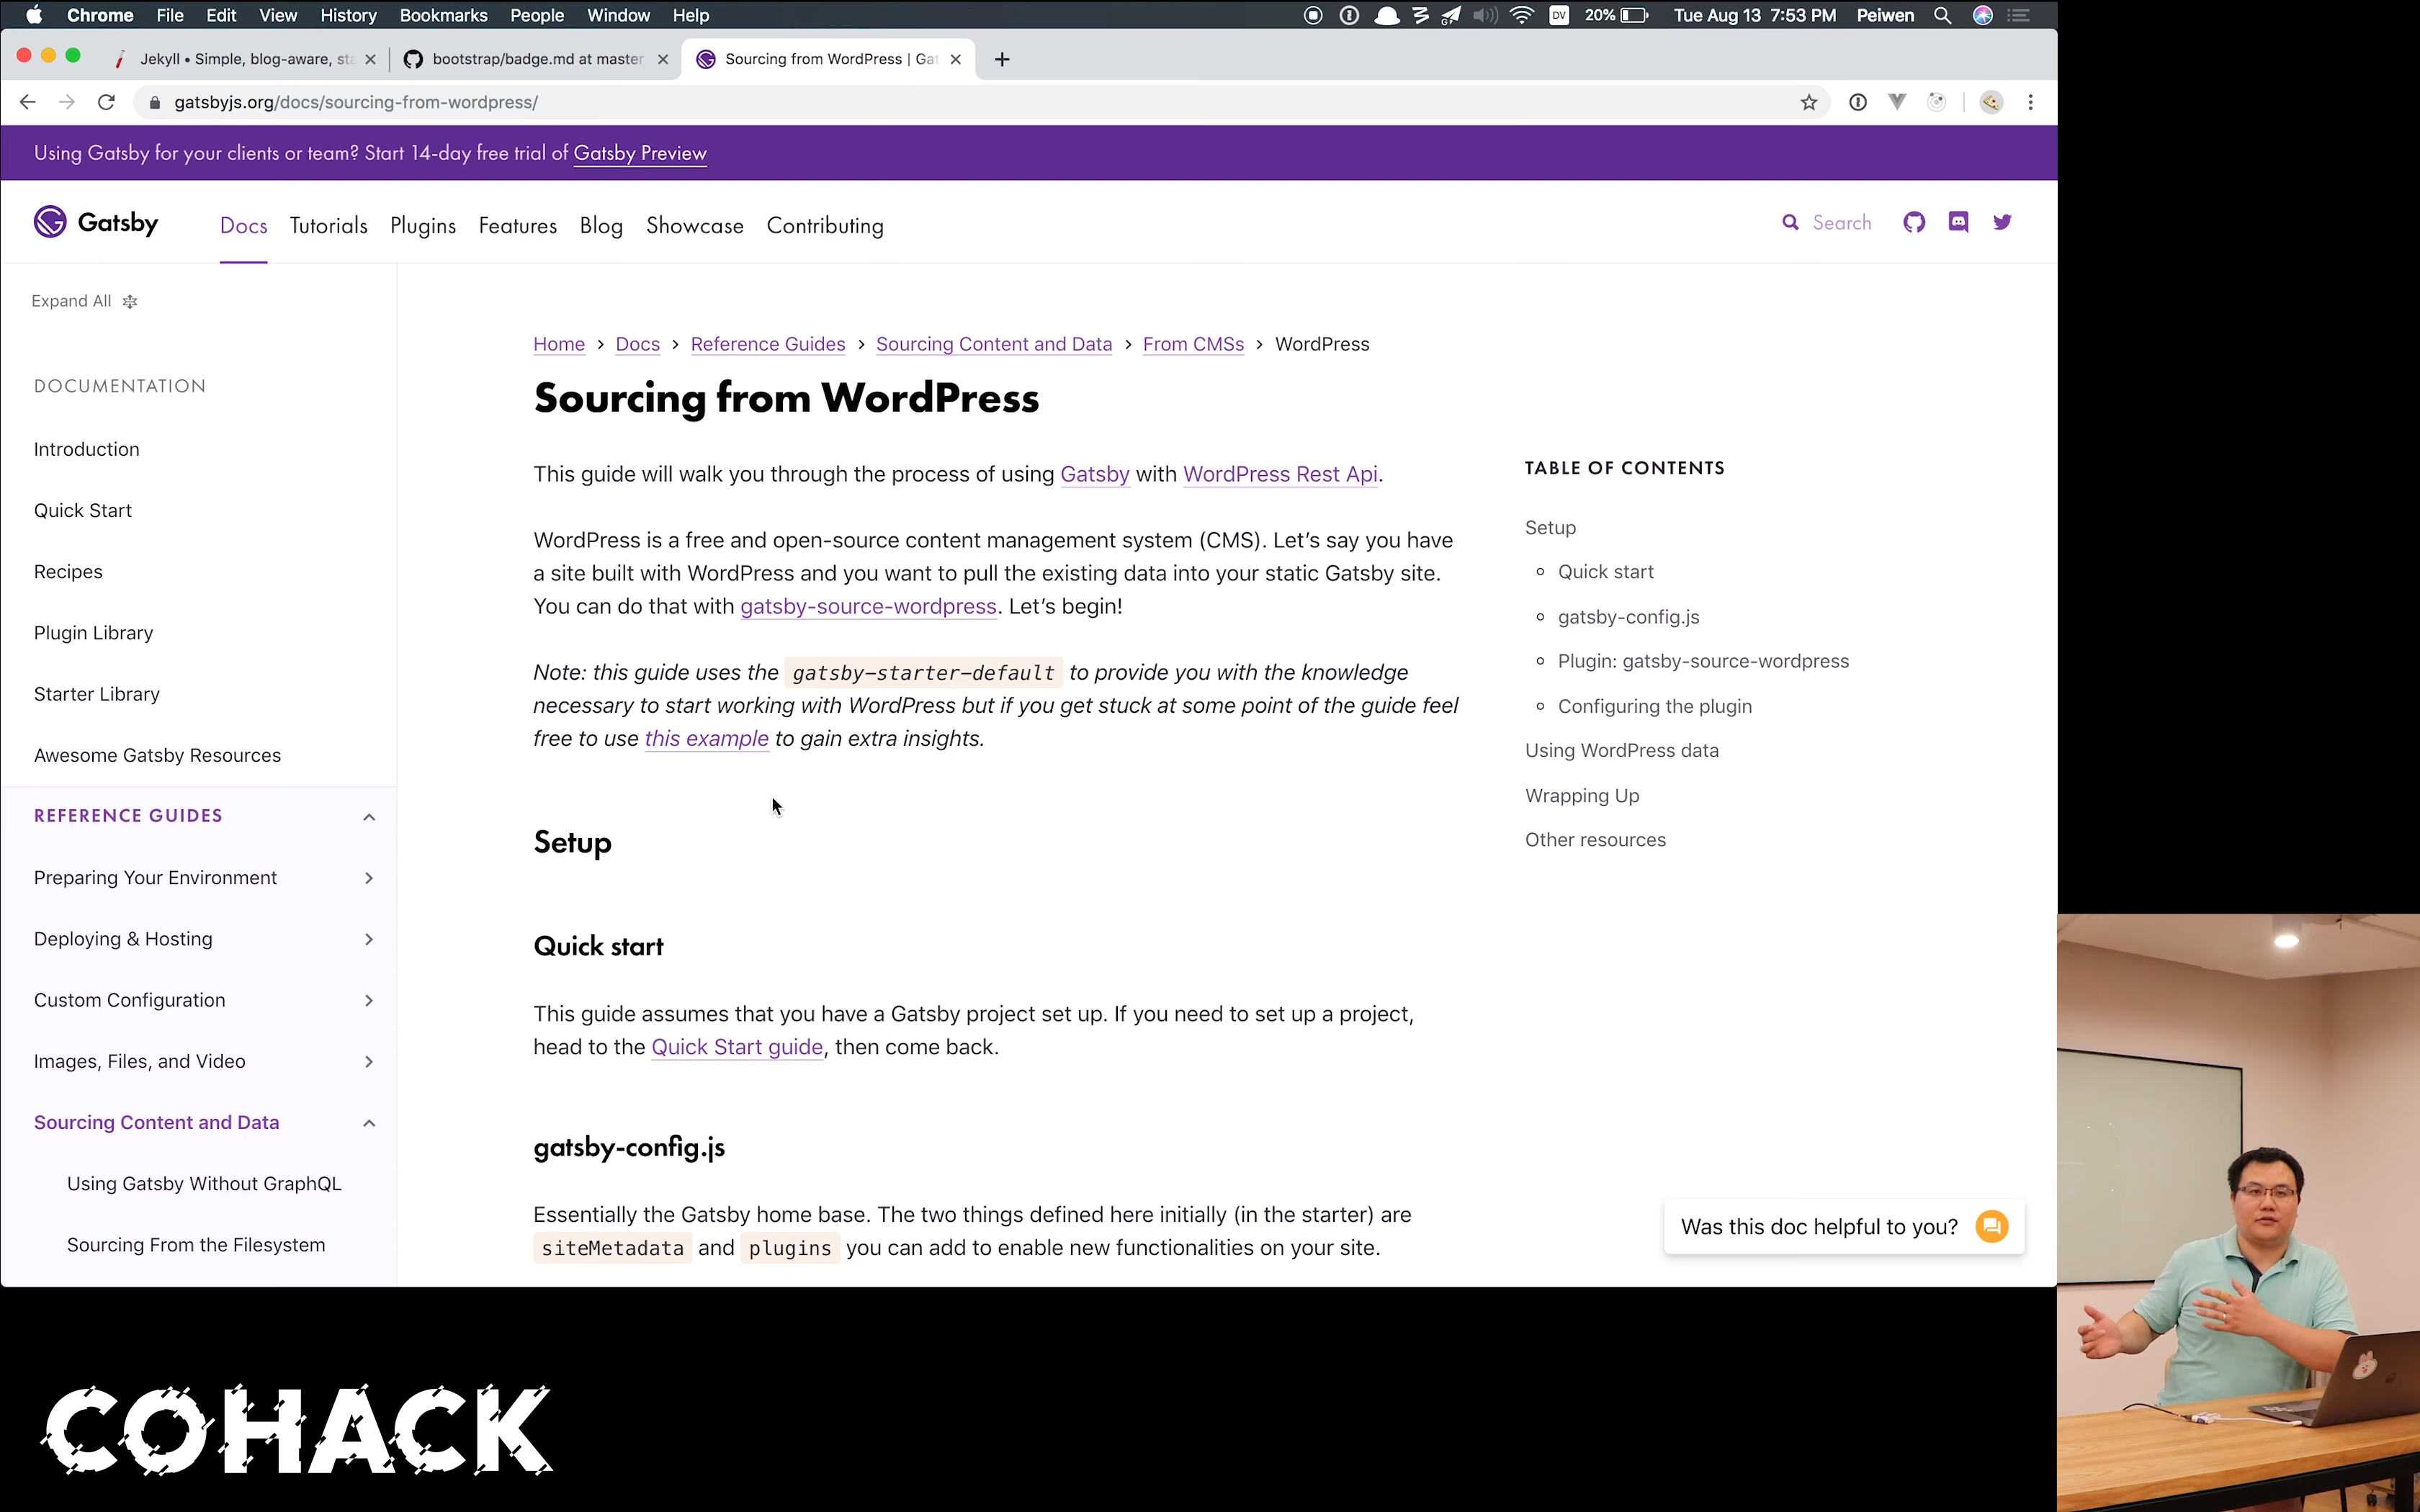 Chrome File Edit View History Bookmarks People Window Help
DV 20% Tue Aug 13 7:53 PM Peiwen
Jekyll • Simple, blog-aware, sta
bootstrap/badge.md at master
Sourcing from WordPress | Gat
gatsbyjs.org/docs/sourcing-from-wordpress/
Using Gatsby for your clients or team? Start 14-day free trial of Gatsby Preview
Gatsby
Docs Tutorials Plugins Features Blog Showcase Contributing
Search
Expand All
DOCUMENTATION
Introduction
Quick Start
Recipes
Plugin Library
Starter Library
Awesome Gatsby Resources
REFERENCE GUIDES
Preparing Your Environment
Deploying & Hosting
Custom Configuration
Images, Files, and Video
Sourcing Content and Data
Using Gatsby Without GraphQL
Sourcing From the Filesystem
Home > Docs > Reference Guides > Sourcing Content and Data > From CMSs > WordPress
Sourcing from WordPress
This guide will walk you through the process of using Gatsby with WordPress Rest Api.
WordPress is a free and open-source content management system (CMS). Let’s say you have
a site built with WordPress and you want to pull the existing data into your static Gatsby site.
You can do that with gatsby-source-wordpress. Let’s begin!
Note: this guide uses the gatsby-starter-default to provide you with the knowledge
necessary to start working with WordPress but if you get stuck at some point of the guide feel
free to use this example to gain extra insights.
Setup
Quick start
This guide assumes that you have a Gatsby project set up. If you need to set up a project,
head to the Quick Start guide, then come back.
gatsby-config.js
Essentially the Gatsby home base. The two things defined here initially (in the starter) are
siteMetadata and plugins you can add to enable new functionalities on your site.
TABLE OF CONTENTS
Setup
Quick start
gatsby-config.js
Plugin: gatsby-source-wordpress
Configuring the plugin
Using WordPress data
Wrapping Up
Other resources
Was this doc helpful to you?
COHACK